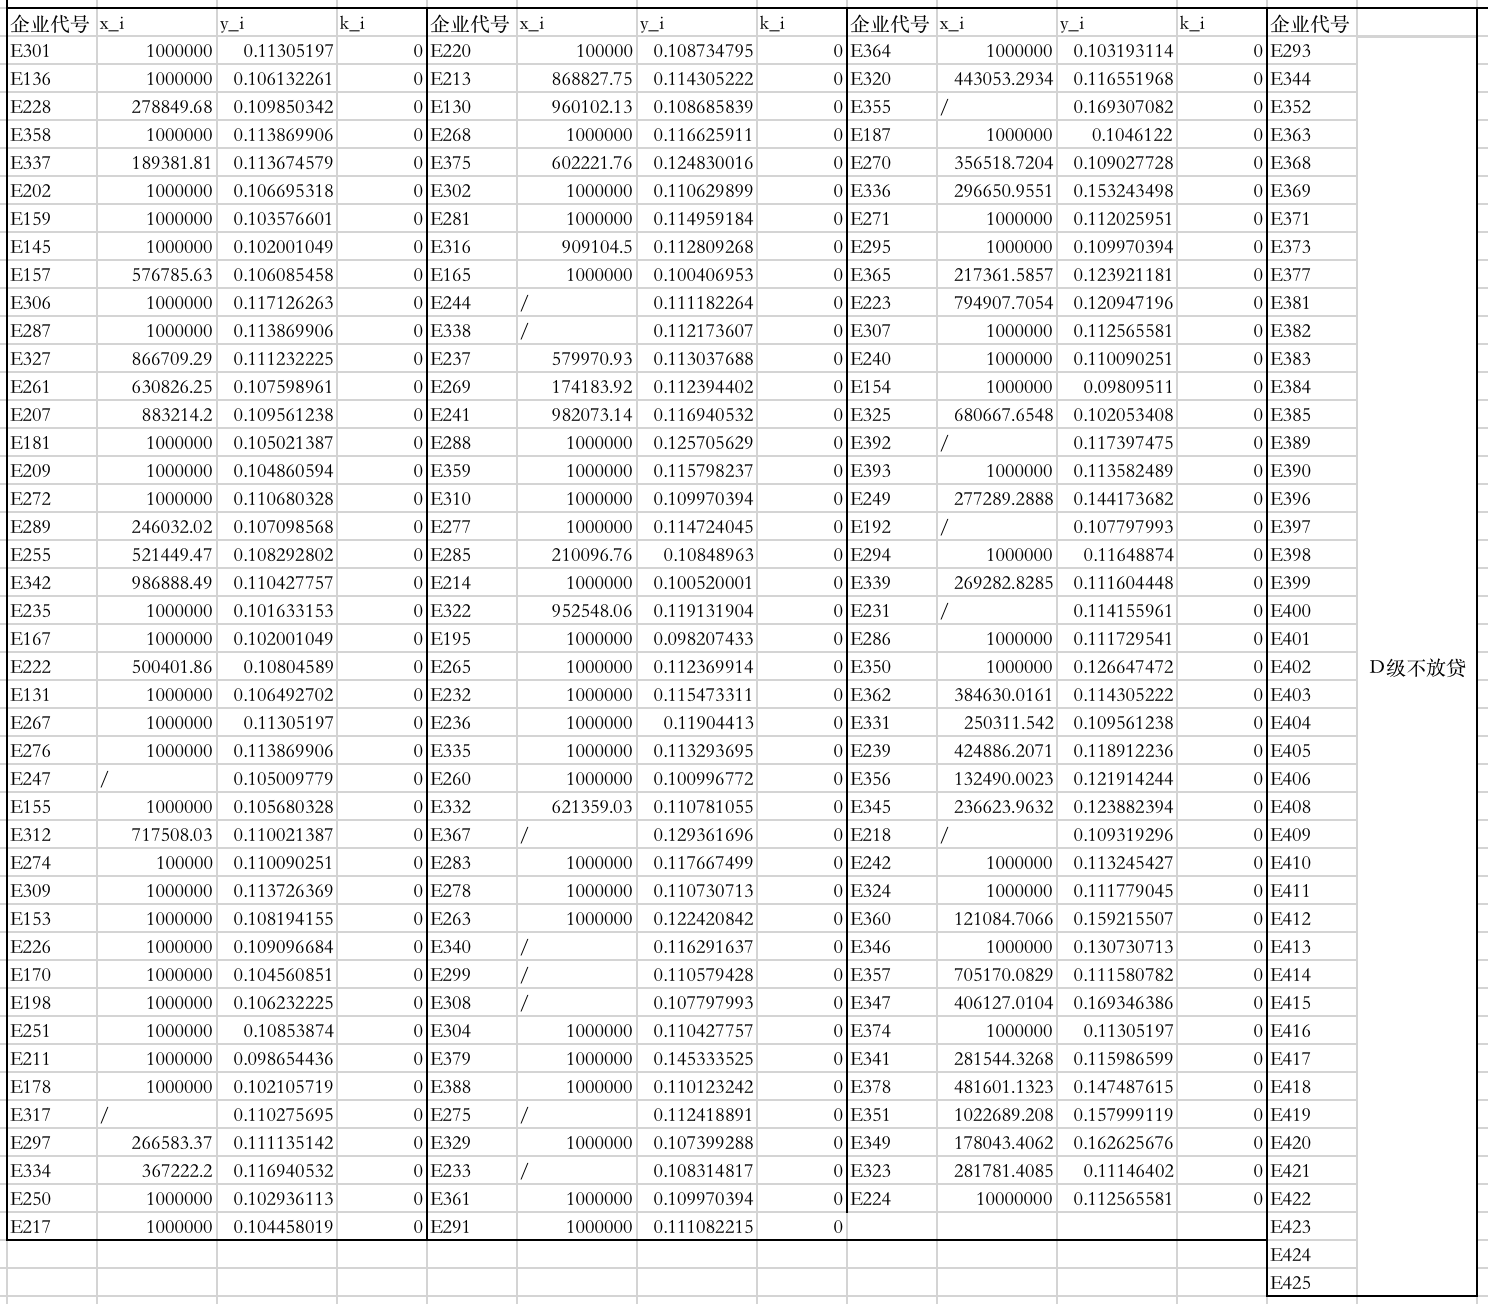 企业代号 x_i y_i k_i 企业代号 x_i y_i k_i 企业代号 x_i y_i k_i 企业代号
E301 1000000 0.11305197 0 E220 100000 0.108734795 0 E364 1000000 0.103193114 0 E293
E136 1000000 0.106132261 0 E213 868827.75 0.114305222 0 E320 443053.2934 0.116551968 0 E344
E228 278849.68 0.109850342 0 E130 960102.13 0.108685839 0 E355 / 0.169307082 0 E352
E358 1000000 0.113869906 0 E268 1000000 0.116625911 0 E187 1000000 0.1046122 0 E363
E337 189381.81 0.113674579 0 E375 602221.76 0.124830016 0 E270 356518.7204 0.109027728 0 E368
E202 1000000 0.106695318 0 E302 1000000 0.110629899 0 E336 296650.9551 0.153243498 0 E369
E159 1000000 0.103576601 0 E281 1000000 0.114959184 0 E271 1000000 0.112025951 0 E371
E145 1000000 0.102001049 0 E316 909104.5 0.112809268 0 E295 1000000 0.109970394 0 E373
E157 576785.63 0.106085458 0 E165 1000000 0.100406953 0 E365 217361.5857 0.123921181 0 E377
E306 1000000 0.117126263 0 E244 / 0.111182264 0 E223 794907.7054 0.120947196 0 E381
E287 1000000 0.113869906 0 E338 / 0.112173607 0 E307 1000000 0.112565581 0 E382
E327 866709.29 0.111232225 0 E237 579970.93 0.113037688 0 E240 1000000 0.110090251 0 E383
E261 630826.25 0.107598961 0 E269 174183.92 0.112394402 0 E154 1000000 0.09809511 0 E384
E207 883214.2 0.109561238 0 E241 982073.14 0.116940532 0 E325 680667.6548 0.102053408 0 E385
E181 1000000 0.105021387 0 E288 1000000 0.125705629 0 E392 / 0.117397475 0 E389
E209 1000000 0.104860594 0 E359 1000000 0.115798237 0 E393 1000000 0.113582489 0 E390
E272 1000000 0.110680328 0 E310 1000000 0.109970394 0 E249 277289.2888 0.144173682 0 E396
E289 246032.02 0.107098568 0 E277 1000000 0.114724045 0 E192 / 0.107797993 0 E397
E255 521449.47 0.108292802 0 E285 210096.76 0.10848963 0 E294 1000000 0.11648874 0 E398
E342 986888.49 0.110427757 0 E214 1000000 0.100520001 0 E339 269282.8285 0.111604448 0 E399
E235 1000000 0.101633153 0 E322 952548.06 0.119131904 0 E231 / 0.114155961 0 E400
E167 1000000 0.102001049 0 E195 1000000 0.098207433 0 E286 1000000 0.111729541 0 E401
E222 500401.86 0.10804589 0 E265 1000000 0.112369914 0 E350 1000000 0.126647472 0 E402 D级不放贷
E131 1000000 0.106492702 0 E232 1000000 0.115473311 0 E362 384630.0161 0.114305222 0 E403
E267 1000000 0.11305197 0 E236 1000000 0.11904413 0 E331 250311.542 0.109561238 0 E404
E276 1000000 0.113869906 0 E335 1000000 0.113293695 0 E239 424886.2071 0.118912236 0 E405
E247 / 0.105009779 0 E260 1000000 0.100996772 0 E356 132490.0023 0.121914244 0 E406
E155 1000000 0.105680328 0 E332 621359.03 0.110781055 0 E345 236623.9632 0.123882394 0 E408
E312 717508.03 0.110021387 0 E367 / 0.129361696 0 E218 / 0.109319296 0 E409
E274 100000 0.110090251 0 E283 1000000 0.117667499 0 E242 1000000 0.113245427 0 E410
E309 1000000 0.113726369 0 E278 1000000 0.110730713 0 E324 1000000 0.111779045 0 E411
E153 1000000 0.108194155 0 E263 1000000 0.122420842 0 E360 121084.7066 0.159215507 0 E412
E226 1000000 0.109096684 0 E340 / 0.116291637 0 E346 1000000 0.130730713 0 E413
E170 1000000 0.104560851 0 E299 / 0.110579428 0 E357 705170.0829 0.111580782 0 E414
E198 1000000 0.106232225 0 E308 / 0.107797993 0 E347 406127.0104 0.169346386 0 E415
E251 1000000 0.10853874 0 E304 1000000 0.110427757 0 E374 1000000 0.11305197 0 E416
E211 1000000 0.098654436 0 E379 1000000 0.145333525 0 E341 281544.3268 0.115986599 0 E417
E178 1000000 0.102105719 0 E388 1000000 0.110123242 0 E378 481601.1323 0.147487615 0 E418
E317 / 0.110275695 0 E275 / 0.112418891 0 E351 1022689.208 0.157999119 0 E419
E297 266583.37 0.111135142 0 E329 1000000 0.107399288 0 E349 178043.4062 0.162625676 0 E420
E334 367222.2 0.116940532 0 E233 / 0.108314817 0 E323 281781.4085 0.11146402 0 E421
E250 1000000 0.102936113 0 E361 1000000 0.109970394 0 E224 10000000 0.112565581 0 E422
E217 1000000 0.104458019 0 E291 1000000 0.111082215 0 E423
E424
E425